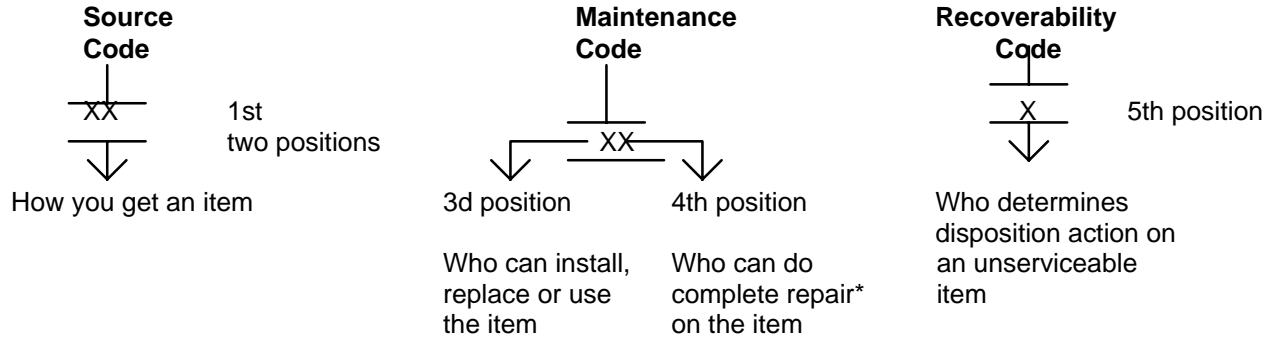 Source
Code
XX
1st
two positions
How you get an item
Maintenance
Code
XX
3d position
Who can install,
replace or use
the item
4th position
Who can do
complete repair*
on the item
Recoverability
Code
X
5th position
Who determines
disposition action on
an unserviceable
item